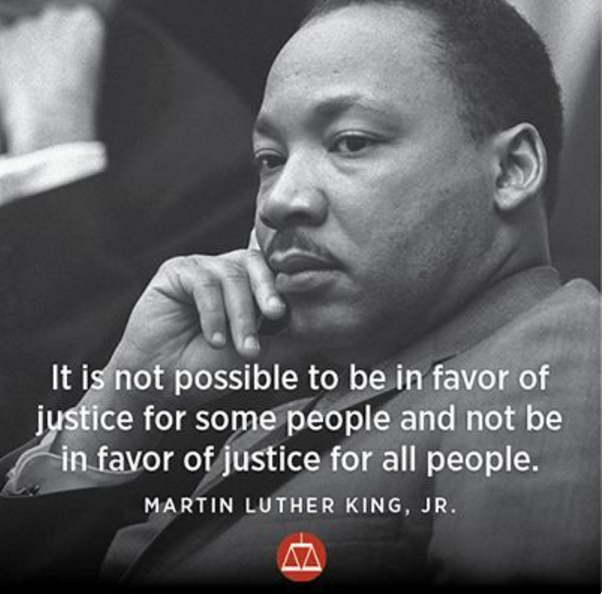 It is not possible to be in favor of
justice for some people and not be
in favor of justice for all people.
MARTIN LUTHER KING, JR.